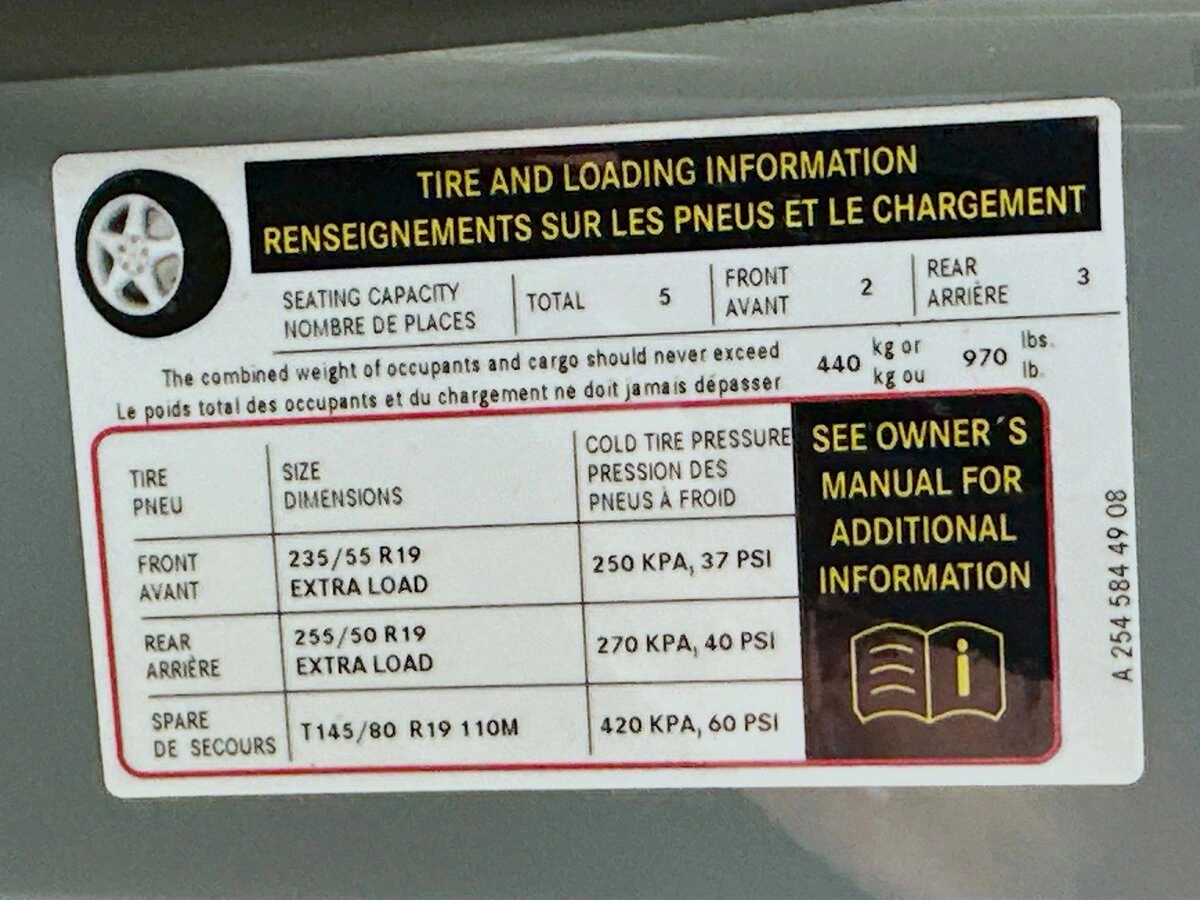 TIRE AND LOADING INFORMATION
RENSEIGNEMENTS SUR LES PNEUS ET LE CHARGEMENT
SEATING CAPACITY
NOMBRE DE PLACES
TOTAL 5
FRONT
AVANT
2
REAR
ARRIÈRE
3
The combined weight of occupants and cargo should never exceed
Le poids total des occupants et du chargement ne doit jamais dépasser
440 kg or 970 lbs.
kg ou lb.
TIRE
PNEU
SIZE
DIMENSIONS
COLD TIRE PRESSURE
PRESSION DES
PNEUS À FROID
FRONT
AVANT
235/55 R19
EXTRA LOAD
250 KPA, 37 PSI
REAR
ARRIÈRE
255/50 R19
EXTRA LOAD
270 KPA, 40 PSI
SPARE
DE SECOURS
T145/80 R19 110M
420 KPA, 60 PSI
SEE OWNER´S
MANUAL FOR
ADDITIONAL
INFORMATION
A 254 584 49 08